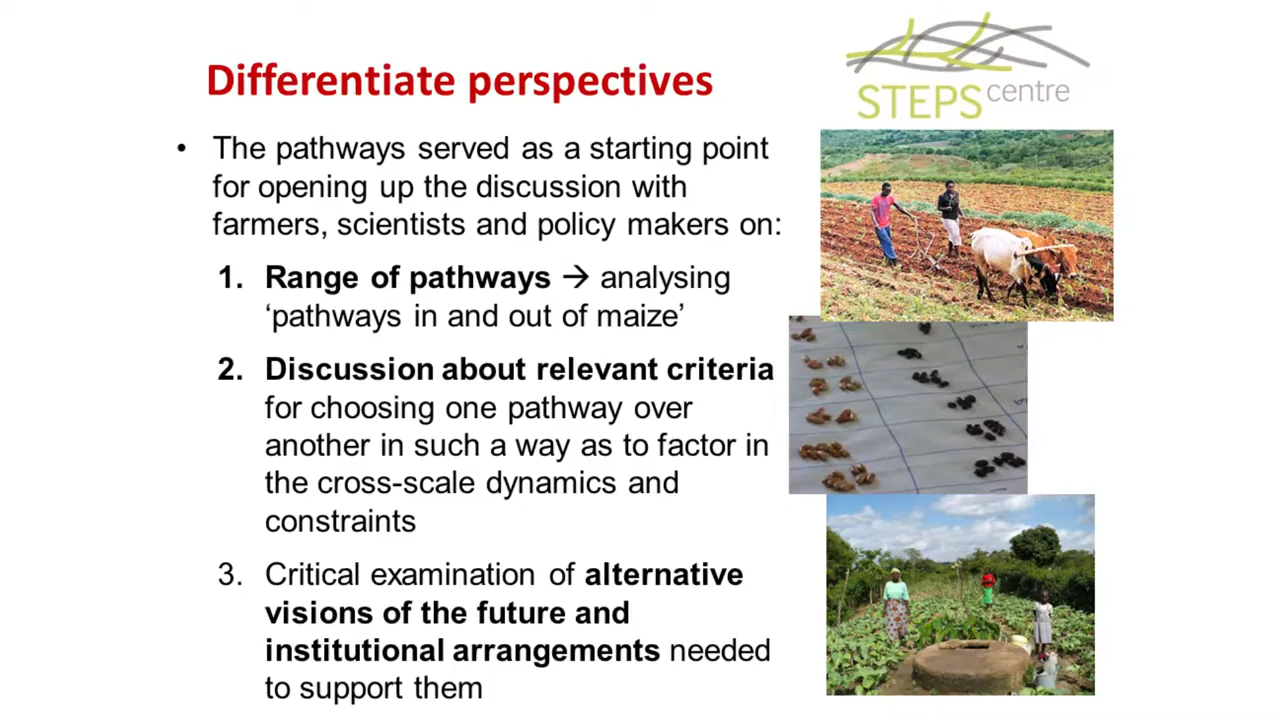 Differentiate perspectives
STEPS centre
• The pathways served as a starting point
for opening up the discussion with
farmers, scientists and policy makers on:
1. Range of pathways → analysing
‘pathways in and out of maize’
2. Discussion about relevant criteria
for choosing one pathway over
another in such a way as to factor in
the cross-scale dynamics and
constraints
3. Critical examination of alternative
visions of the future and
institutional arrangements needed
to support them